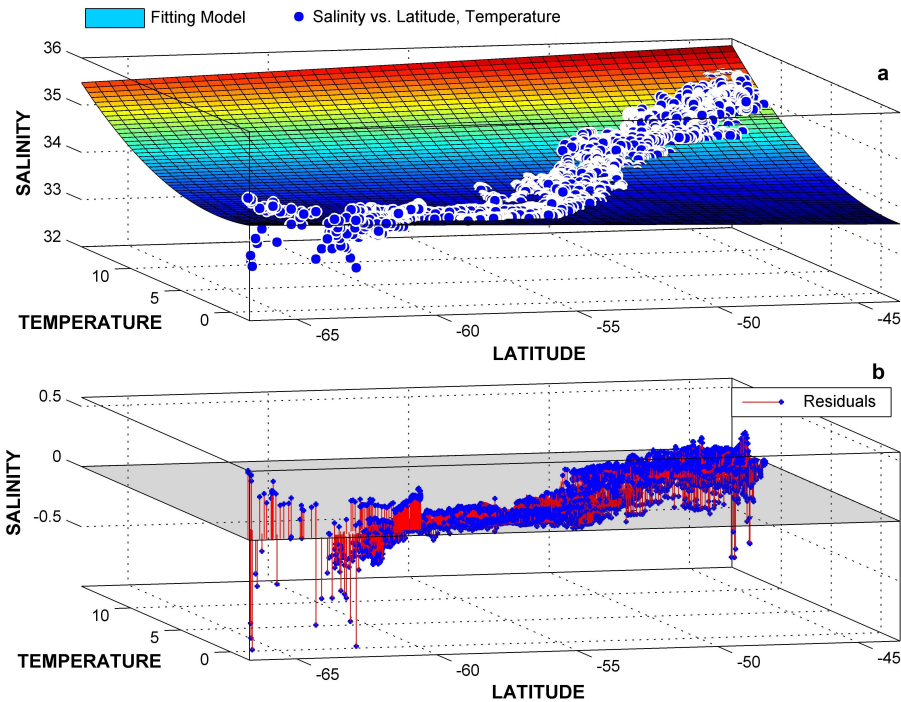 Fitting Model
Salinity vs. Latitude, Temperature
a
36
35
34
33
32
SALINITY
10
5
0
TEMPERATURE
-65
-60
-55
-50
-45
LATITUDE
b
Residuals
0.5
0
-0.5
SALINITY
10
5
0
TEMPERATURE
-65
-60
-55
-50
-45
LATITUDE